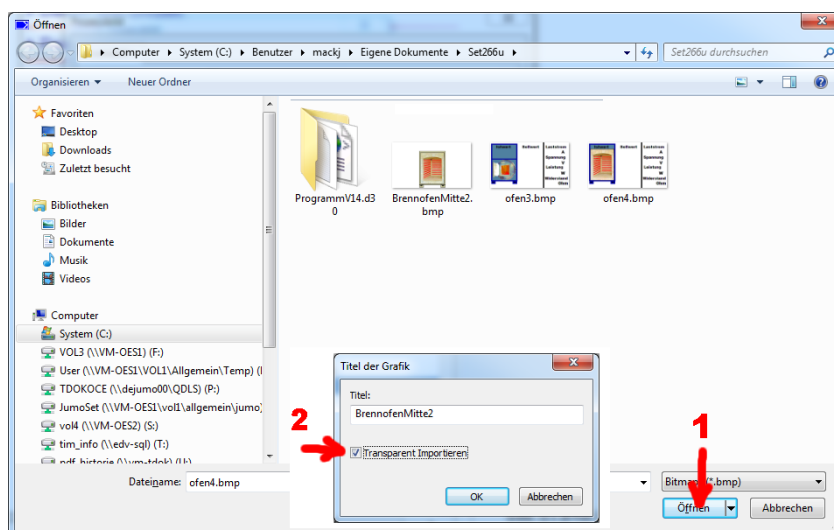 Öffnen
Computer ▸ System (C:) ▸ Benutzer ▸ mackj ▸ Eigene Dokumente ▸ Set266u ▸
Set266u durchsuchen
Organisieren
Neuer Ordner
Favoriten
Desktop
Downloads
Zuletzt besucht
Bibliotheken
Bilder
Dokumente
Musik
Videos
Computer
System (C:)
VOL3 (\\VM-OES1) (F:)
User (\\VM-OES1\VOL1\Allgemein\Temp) (I
TDOKOCE (\\dejumo00\QDLS) (P:)
JumoSet (\\VM-OES1\vol1\allgemein\jumo)
vol4 (\\VM-OES2) (S:)
tim_info (\\edv-sql) (T:)
pdf_historie (\\vm-tdok) (U:)
ProgrammV14.d3
0
BrennofenMitte2.
bmp
ofen3.bmp
ofen4.bmp
Titel der Grafik
Titel:
BrennofenMitte2
2
Transparent Importieren
OK
Abbrechen
1
Dateiname:
ofen4.bmp
(*.bmp)
Öffnen
Abbrechen